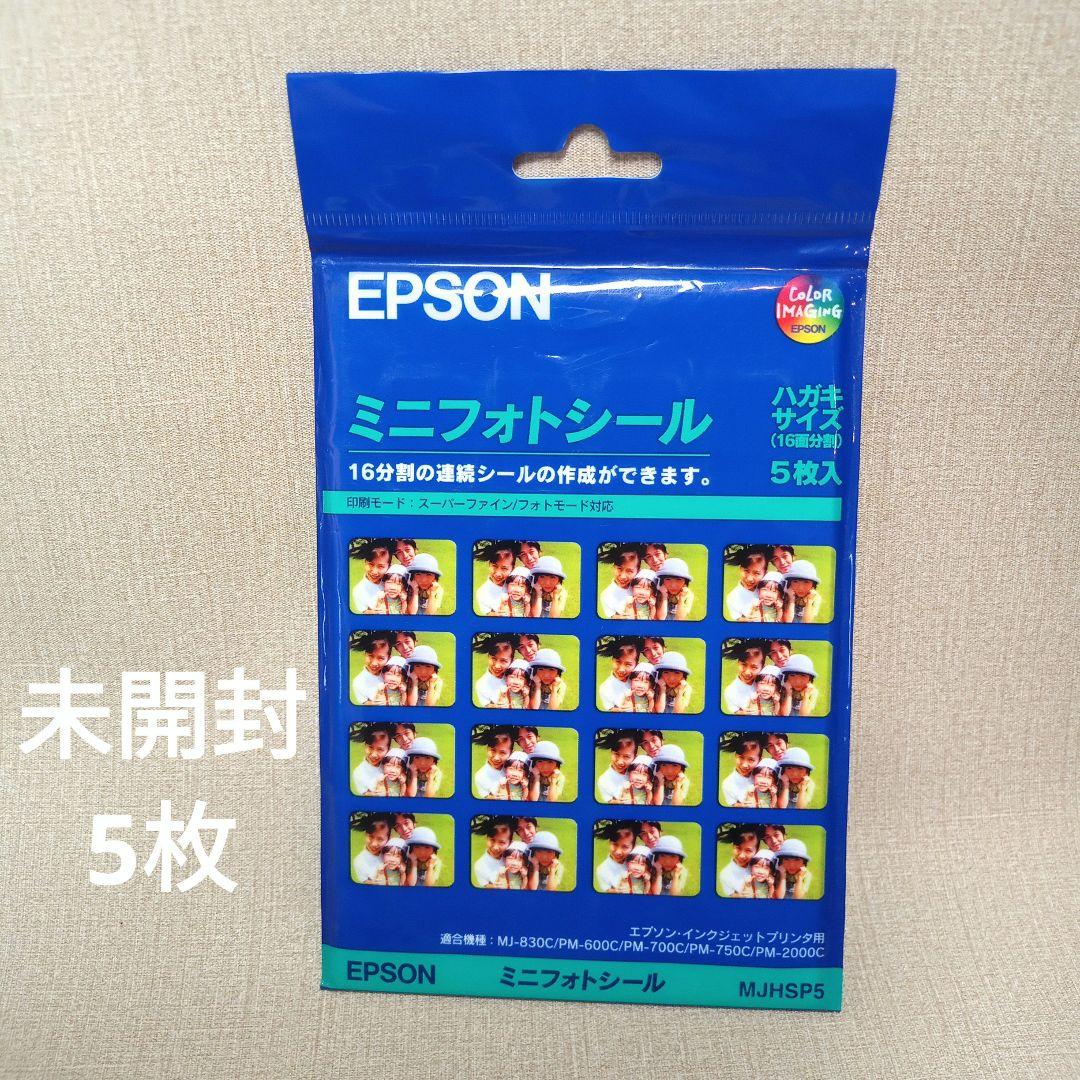 EPSON
COLOR
IMAGING
EPSON
ミニフォトシール
ハガキ
サイズ
(16面分割)
5枚入
16分割の連続シールの作成ができます。
印刷モード:スーパーファイン/フォトモード対応
未開封
5枚
エプソン・インクジェットプリンタ用
適合機種:MJ-830C/PM-600C/PM-700C/PM-750C/PM-2000C
EPSON ミニフォトシール MJHSP5